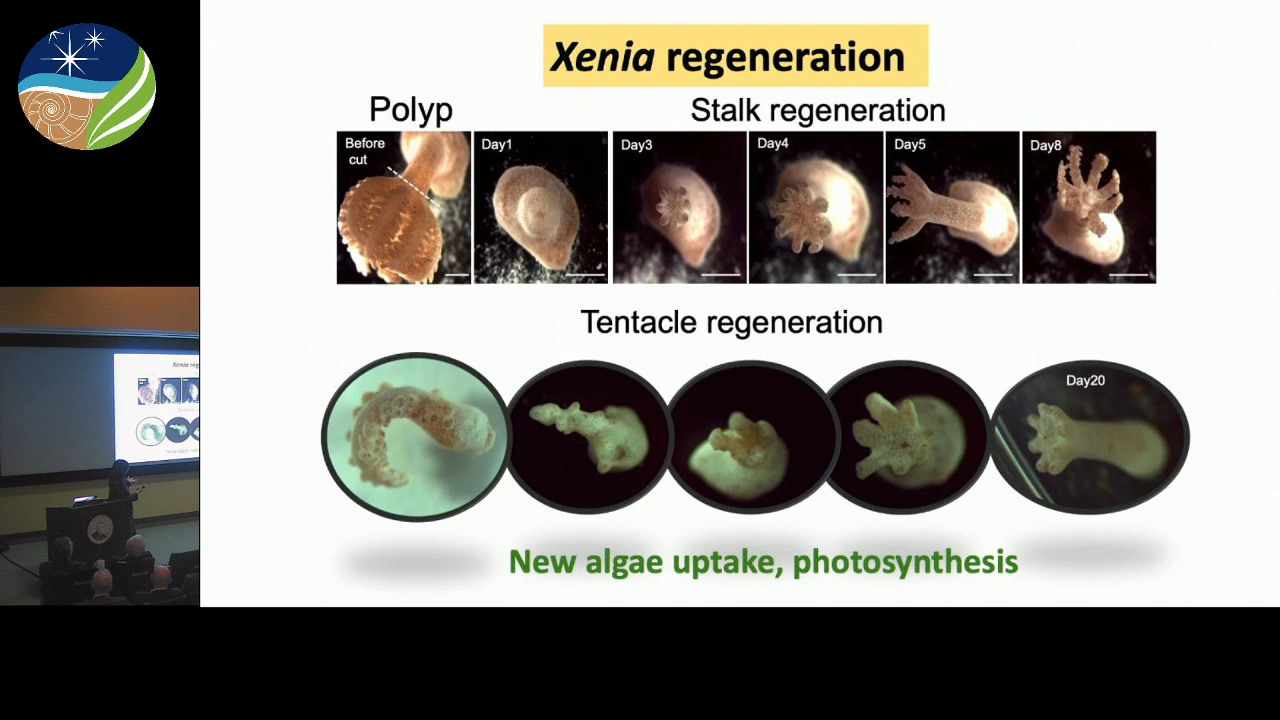 Xenia regeneration
Polyp
Stalk regeneration
Before cut
Day1
Day3
Day4
Day5
Day8
Tentacle regeneration
Day20
New algae uptake, photosynthesis